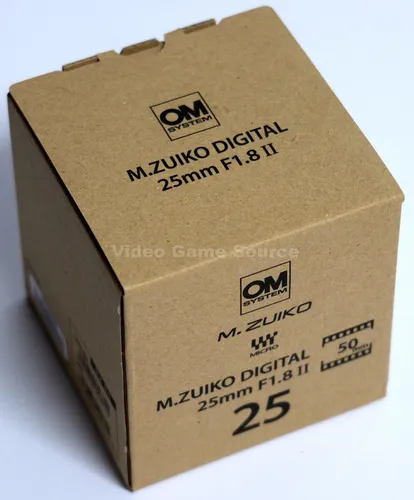 OM
SYSTEM
M.ZUIKO DIGITAL
25mm F1.8 II
Video Game Source
OM
SYSTEM
M. ZUIKO
MICRO
M.ZUIKO DIGITAL
25mm F1.8 II
50mm
25